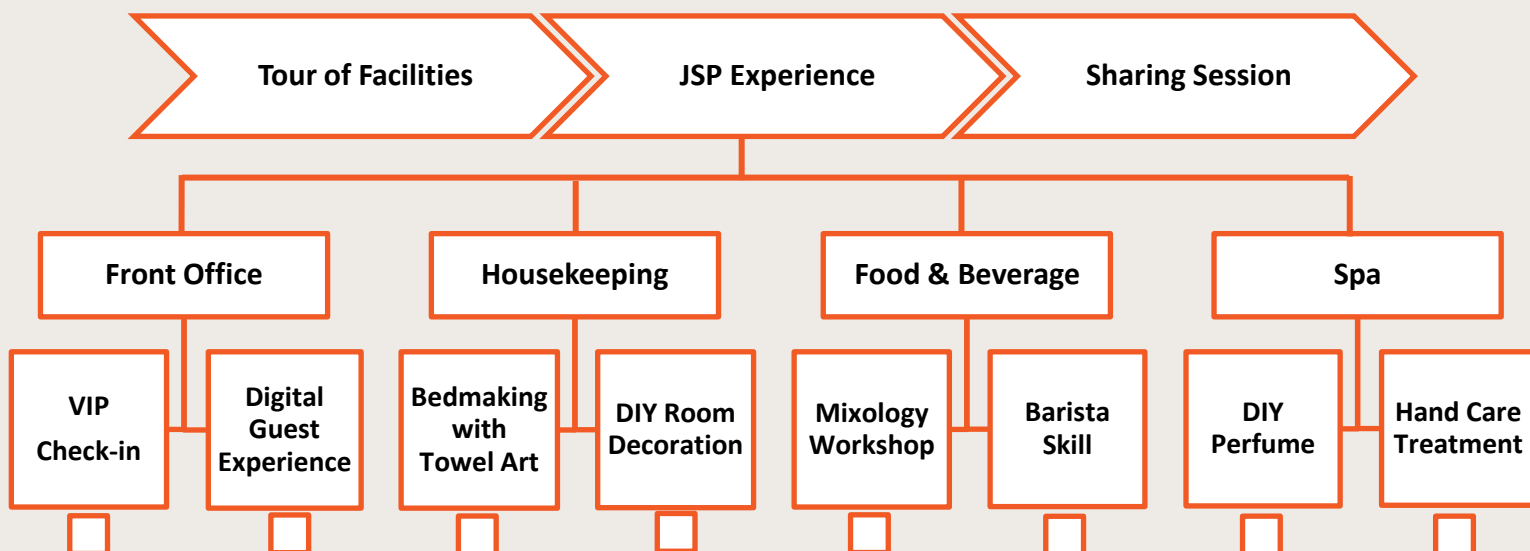 Tour of Facilities
JSP Experience
Sharing Session
Front Office
Housekeeping
Food & Beverage
Spa
VIP
Check-in
Digital
Guest
Experience
Bedmaking
with
Towel Art
DIY Room
Decoration
Mixology
Workshop
Barista
Skill
DIY
Perfume
Hand Care
Treatment